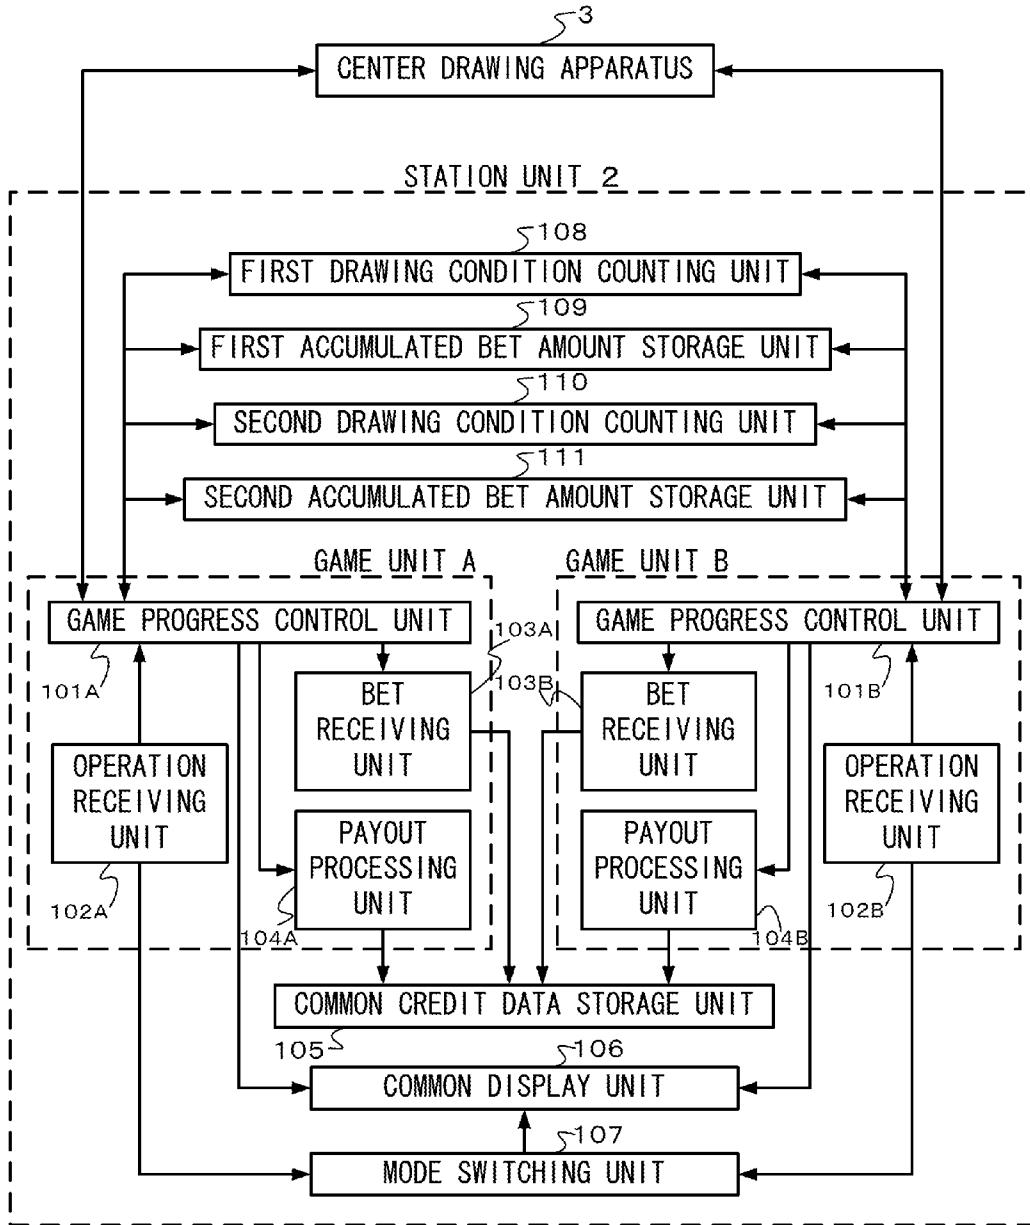 3
CENTER DRAWING APPARATUS
STATION UNIT 2
108
FIRST DRAWING CONDITION COUNTING UNIT
109
FIRST ACCUMULATED BET AMOUNT STORAGE UNIT
110
SECOND DRAWING CONDITION COUNTING UNIT
111
SECOND ACCUMULATED BET AMOUNT STORAGE UNIT
GAME UNIT A
GAME PROGRESS CONTROL UNIT
101A
103A
BET
RECEIVING
UNIT
OPERATION
RECEIVING
UNIT
102A
PAYOUT
PROCESSING
UNIT
104A
GAME UNIT B
GAME PROGRESS CONTROL UNIT
101B
103B
BET
RECEIVING
UNIT
OPERATION
RECEIVING
UNIT
102B
PAYOUT
PROCESSING
UNIT
104B
COMMON CREDIT DATA STORAGE UNIT
105
106
COMMON DISPLAY UNIT
107
MODE SWITCHING UNIT